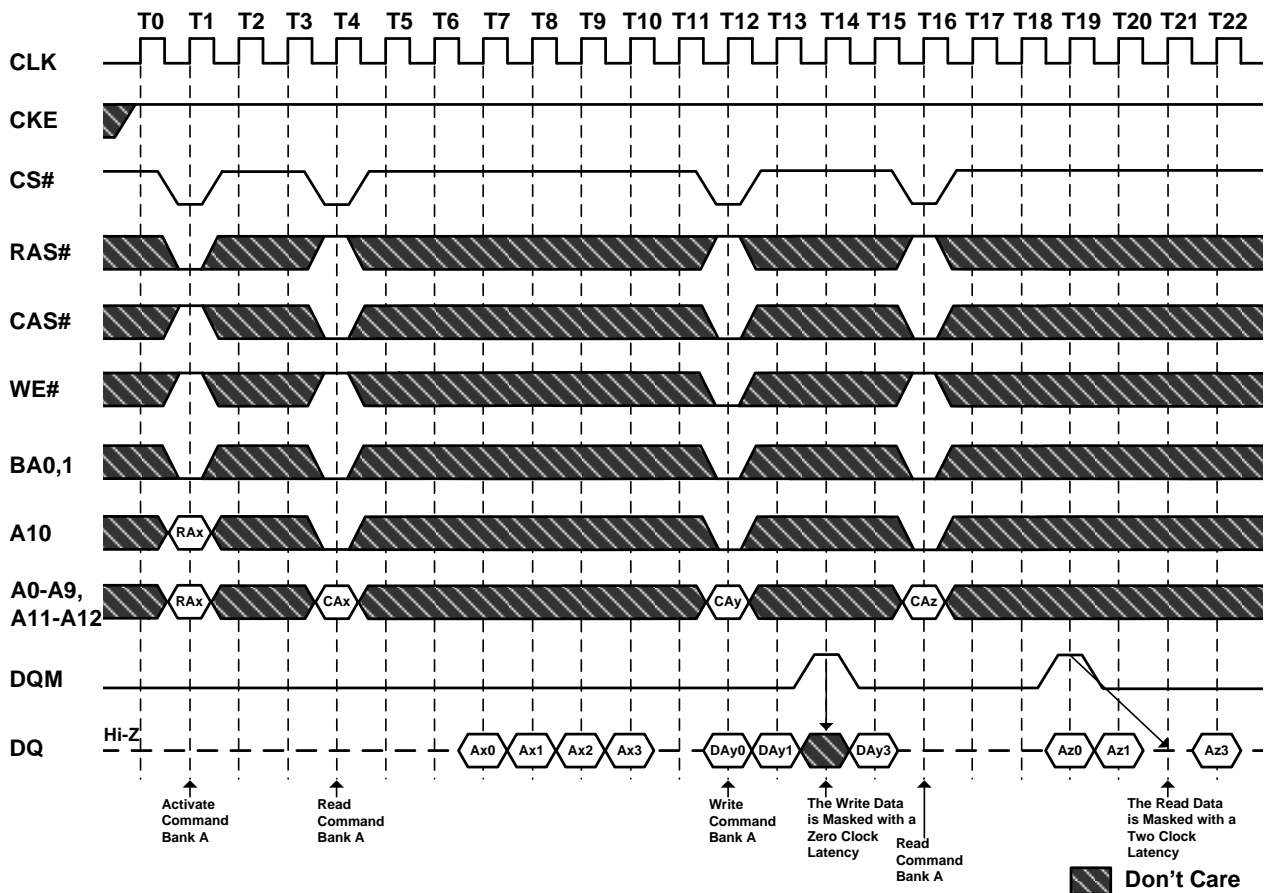 T0 T1 T2 T3 T4 T5 T6 T7 T8 T9 T10 T11 T12 T13 T14 T15 T16 T17 T18 T19 T20 T21 T22
CLK
CKE
CS#
RAS#
CAS#
WE#
BA0,1
A10
RAx
A0-A9,
A11-A12
RAx CAx CAy CAz
DQM
DQ
Hi-Z
Ax0 Ax1 Ax2 Ax3 DAy0 DAy1 DAy3 Az0 Az1 Az3
Activate
Command
Bank A
Read
Command
Bank A
Write
Command
Bank A
The Write Data
is Masked with a
Zero Clock
Latency
Read
Command
Bank A
The Read Data
is Masked with a
Two Clock
Latency
Don't Care